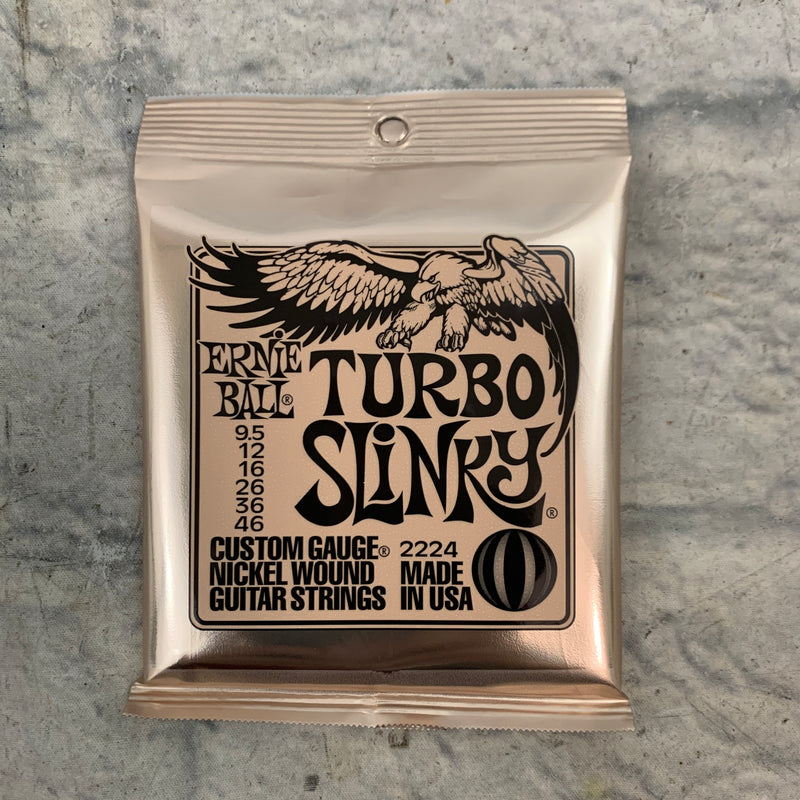 ERNIE
BALL®
TURBO
SLINKY®
9.5
12
16
26
36
46
CUSTOM GAUGE®
NICKEL WOUND
GUITAR STRINGS
2224
MADE
IN USA